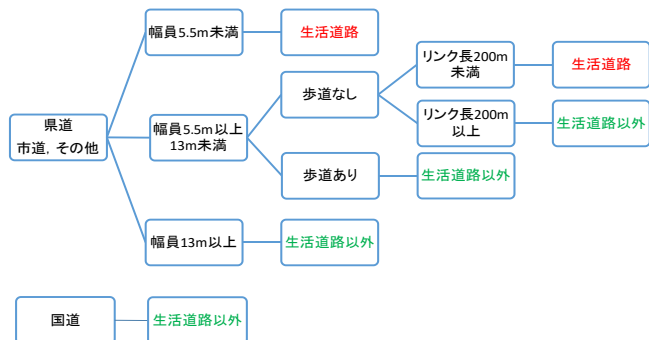 幅員5.5m未満
生活道路
リンク長200m
未満
生活道路
歩道なし
リンク長200m
以上
生活道路以外
県道
市道，その他
幅員5.5m以上
13m未満
歩道あり
生活道路以外
幅員13m以上
生活道路以外
国道
生活道路以外